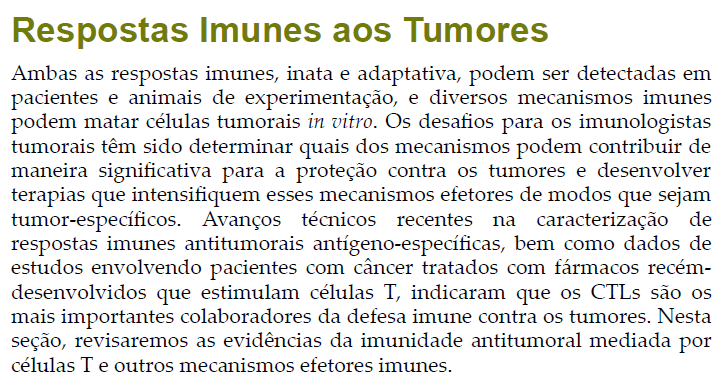 Respostas Imunes aos Tumores
Ambas as respostas imunes, inata e adaptativa, podem ser detectadas em
pacientes e animais de experimentação, e diversos mecanismos imunes
podem matar células tumorais in vitro. Os desafios para os imunologistas
tumorais têm sido determinar quais dos mecanismos podem contribuir de
maneira significativa para a proteção contra os tumores e desenvolver
terapias que intensifiquem esses mecanismos efetores de modos que sejam
tumor-específicos. Avanços técnicos recentes na caracterização de
respostas imunes antitumorais antígeno-específicas, bem como dados de
estudos envolvendo pacientes com câncer tratados com fármacos recém-
desenvolvidos que estimulam células T, indicaram que os CTLs são os
mais importantes colaboradores da defesa imune contra os tumores. Nesta
seção, revisaremos as evidências da imunidade antitumoral mediada por
células T e outros mecanismos efetores imunes.